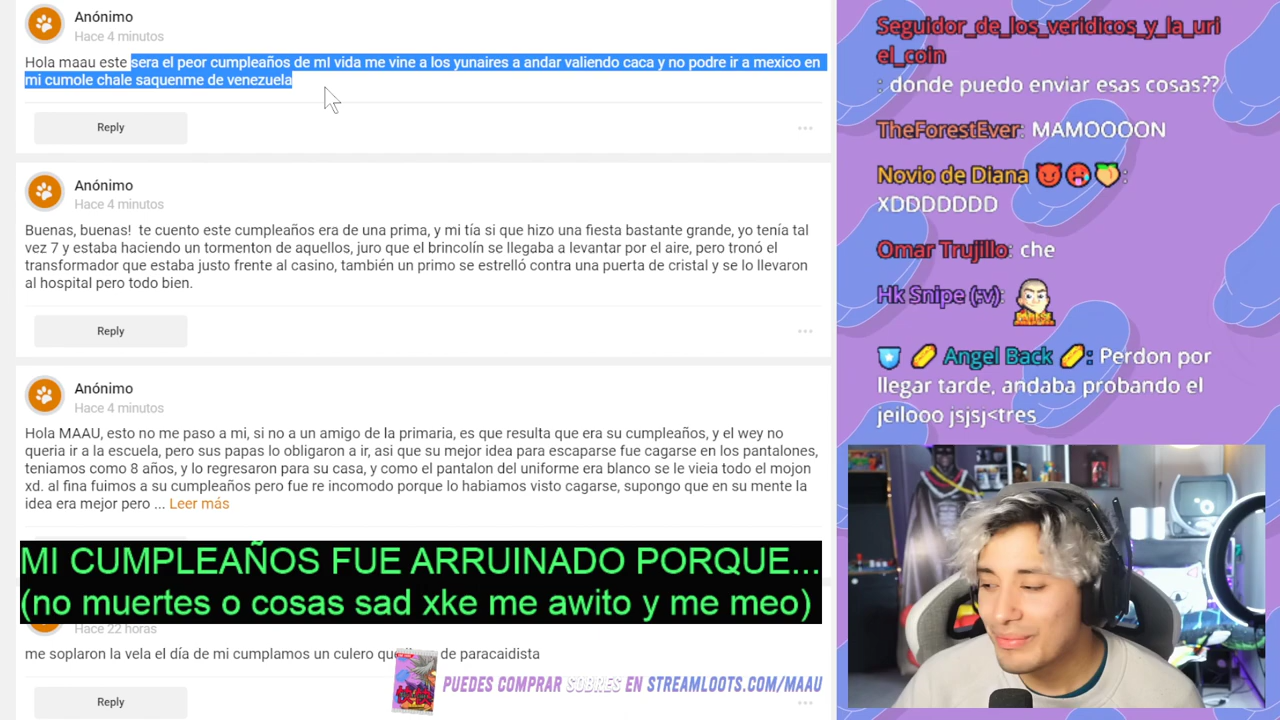 Anónimo
Hace 4 minutos
Hola maau este sera el peor cumpleaños de mI vida me vine a los yunaires a andar valiendo caca y no podre ir a mexico en
mi cumole chale saquenme de venezuela
Reply
Anónimo
Hace 4 minutos
Buenas, buenas! te cuento este cumpleaños era de una prima, y mi tía si que hizo una fiesta bastante grande, yo tenía tal
vez 7 y estaba haciendo un tormenton de aquellos, juro que el brincolín se llegaba a levantar por el aire, pero tronó el
transformador que estaba justo frente al casino, también un primo se estrelló contra una puerta de cristal y se lo llevaron
al hospital pero todo bien.
Reply
Anónimo
Hace 4 minutos
Hola MAAU, esto no me paso a mi, si no a un amigo de la primaria, es que resulta que era su cumpleaños, y el wey no
queria ir a la escuela, pero sus papas lo obligaron a ir, asi que su mejor idea para escaparse fue cagarse en los pantalones,
teniamos como 8 años, y lo regresaron para su casa, y como el pantalon del uniforme era blanco se le vieia todo el mojon
xd. al fina fuimos a su cumpleaños pero fue re incomodo porque lo habiamos visto cagarse, supongo que en su mente la
idea era mejor pero ... Leer más
MI CUMPLEAÑOS FUE ARRUINADO PORQUE...
(no muertes o cosas sad xke me awito y me meo)
Hace 22 horas
me soplaron la vela el día de mi cumplamos un culero de paracaidista
PUEDES COMPRAR SOBRES EN STREAMLOOTS.COM/MAAU
Reply
Seguidor_de_los_veridicos_y_la_uri
el_coin
: donde puedo enviar esas cosas??
TheForestEver: MAMOOOON
Novio de Diana :
XDDDDDDD
Omar Trujillo: che
Hk Snipe (:v):
Angel Back : Perdon por
llegar tarde, andaba probando el
jeilooo jsjsj<tres